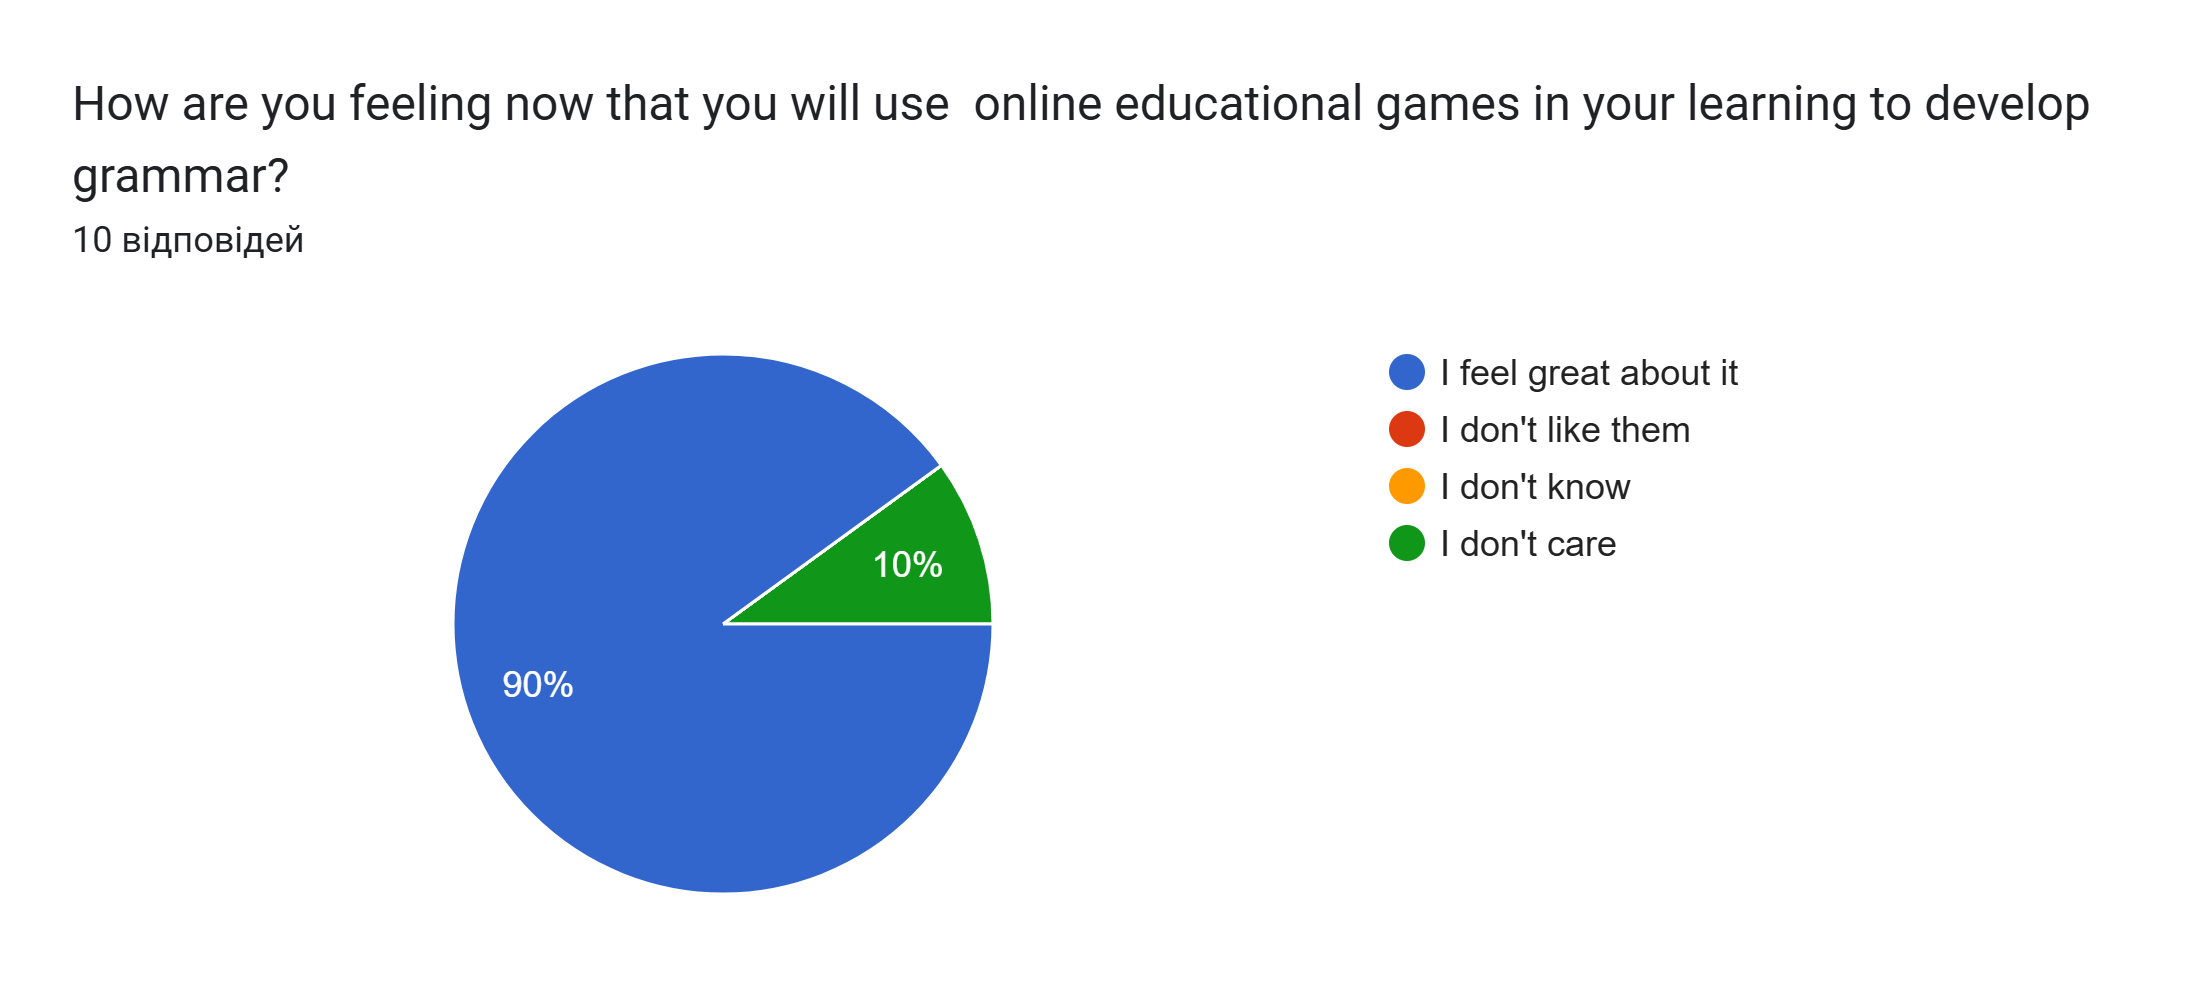 How are you feeling now that you will use  online educational games in your learning to develop
grammar?
10 відповідей
I feel great about it
I don't like them
I don't know
I don't care
10%
90%